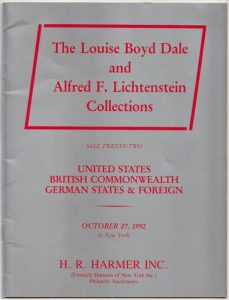 The Louise Boyd Dale
and
Alfred F. Lichtenstein
Collections
SALE TWENTY-TWO
UNITED STATES
BRITISH COMMONWEALTH
GERMAN STATES & FOREIGN
OCTOBER 27, 1992
In New York
H. R. HARMER INC.
(Formerly Harmers of New York Inc.)
Philatelic Auctioneers